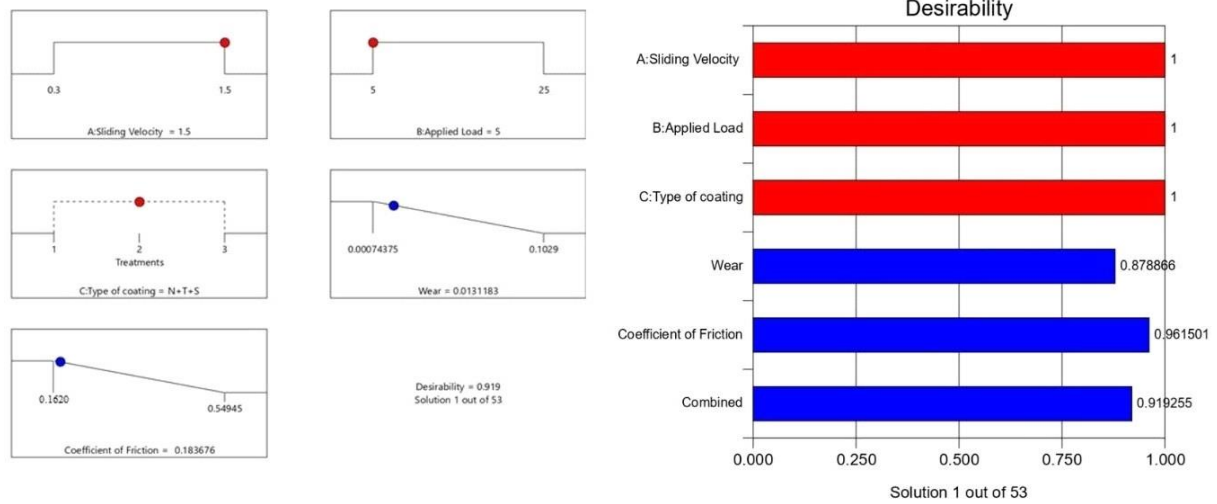 0.3 1.5
A:Sliding Velocity = 1.5
5 25
B:Applied Load = 5
1 2 3
Treatments
C:Type of coating = N+T+S
0.00074375 0.1029
Wear = 0.0131183
0.1620 0.54945
Coefficient of Friction = 0.183676
Desirability = 0.919
Solution 1 out of 53
Desirability
A:Sliding Velocity 1
B:Applied Load 1
C:Type of coating 1
Wear 0.878866
Coefficient of Friction 0.961501
Combined 0.919255
0.000 0.250 0.500 0.750 1.000
Solution 1 out of 53